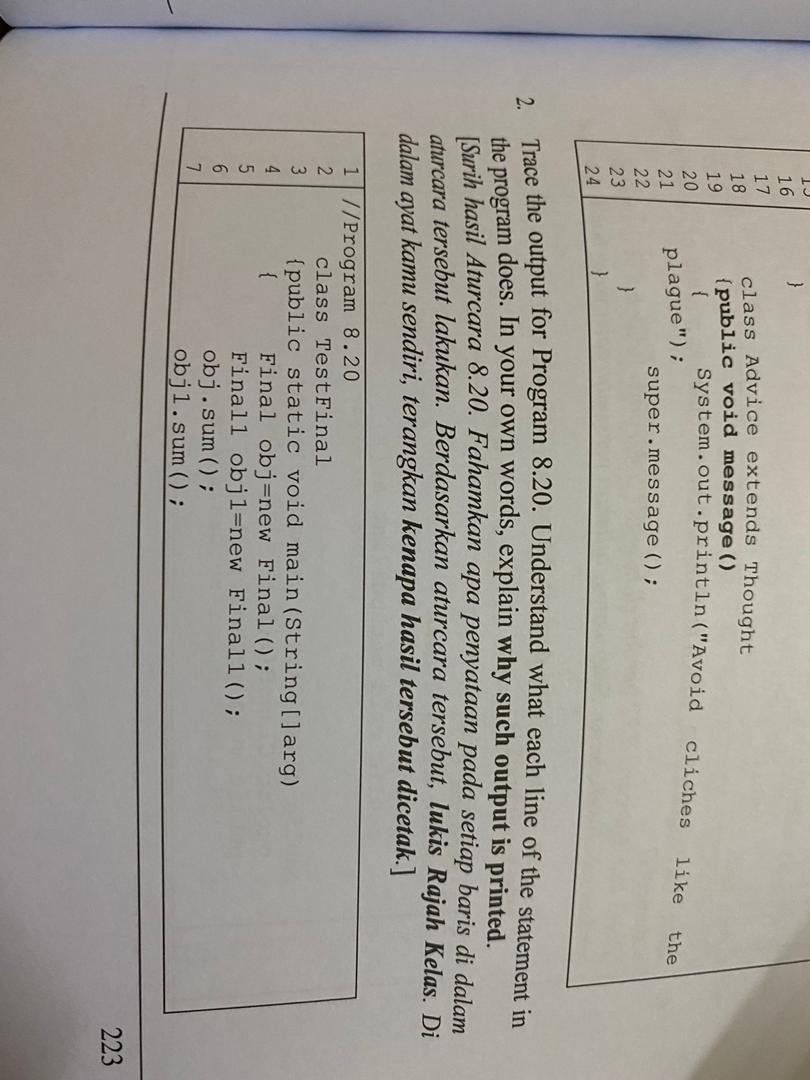 16 }
17
18 class Advice extends Thought
19 {public void message()
20 { System.out.println("Avoid cliches like the
21 plague");
22 super.message();
23 }
24 }
2. Trace the output for Program 8.20. Understand what each line of the statement in
the program does. In your own words, explain why such output is printed.
[Surih hasil Aturcara 8.20. Fahamkan apa penyataan pada setiap baris di dalam
aturcara tersebut lakukan. Berdasarkan aturcara tersebut, lukis Rajah Kelas. Di
dalam ayat kamu sendiri, terangkan kenapa hasil tersebut dicetak.]
1 //Program 8.20
2 class TestFinal
3 {public static void main(String[]arg)
4 { Final obj=new Final();
5 Final1 obj1=new Final1();
6 obj.sum();
7 obj1.sum();
223